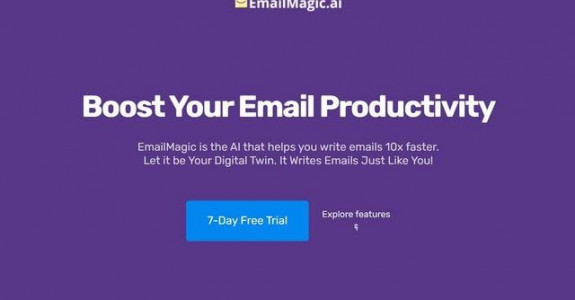 EmailMagic.ai
Boost Your Email Productivity
EmailMagic is the AI that helps you write emails 10x faster.
Let it be Your Digital Twin. It Writes Emails Just Like You!
7-Day Free Trial
Explore features